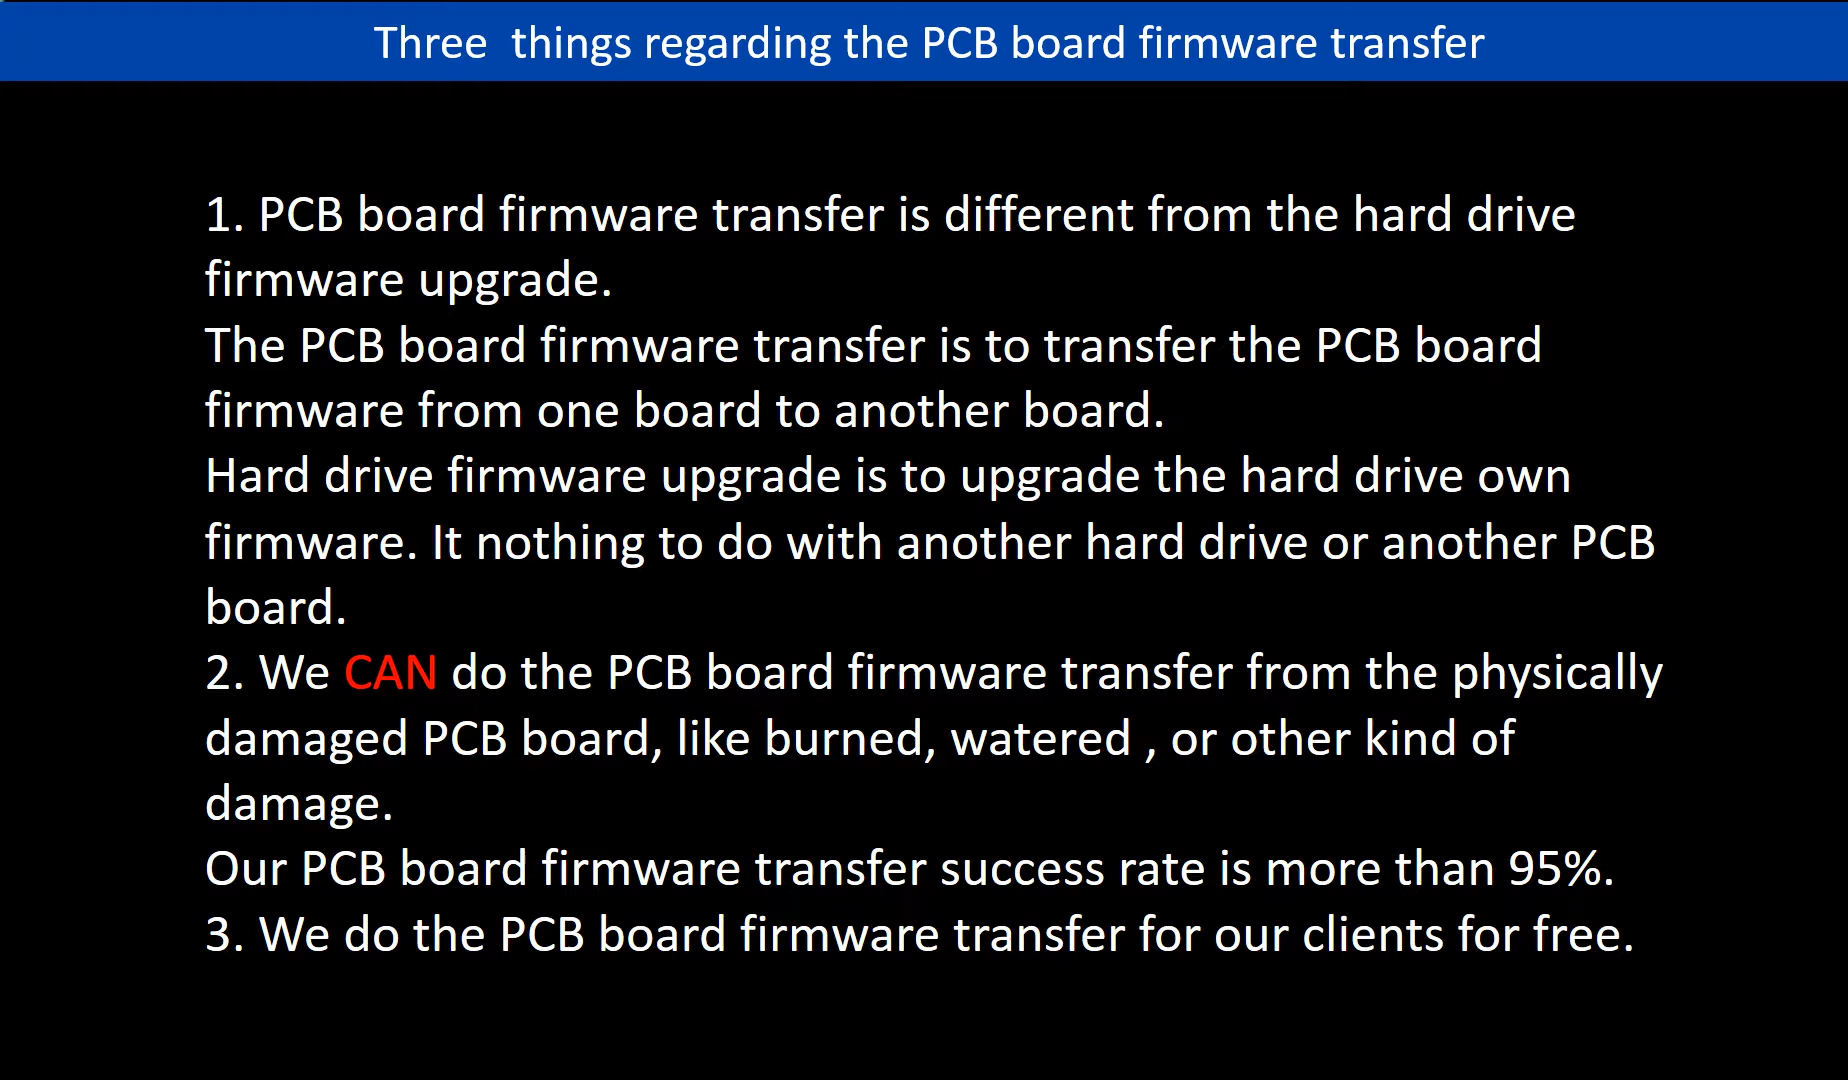 Three  things regarding the PCB board firmware transfer
1. PCB board firmware transfer is different from the hard drive
firmware upgrade.
The PCB board firmware transfer is to transfer the PCB board
firmware from one board to another board.
Hard drive firmware upgrade is to upgrade the hard drive own
firmware. It nothing to do with another hard drive or another PCB
board.
2. We CAN do the PCB board firmware transfer from the physically
damaged PCB board, like burned, watered , or other kind of
damage.
Our PCB board firmware transfer success rate is more than 95%.
3. We do the PCB board firmware transfer for our clients for free.